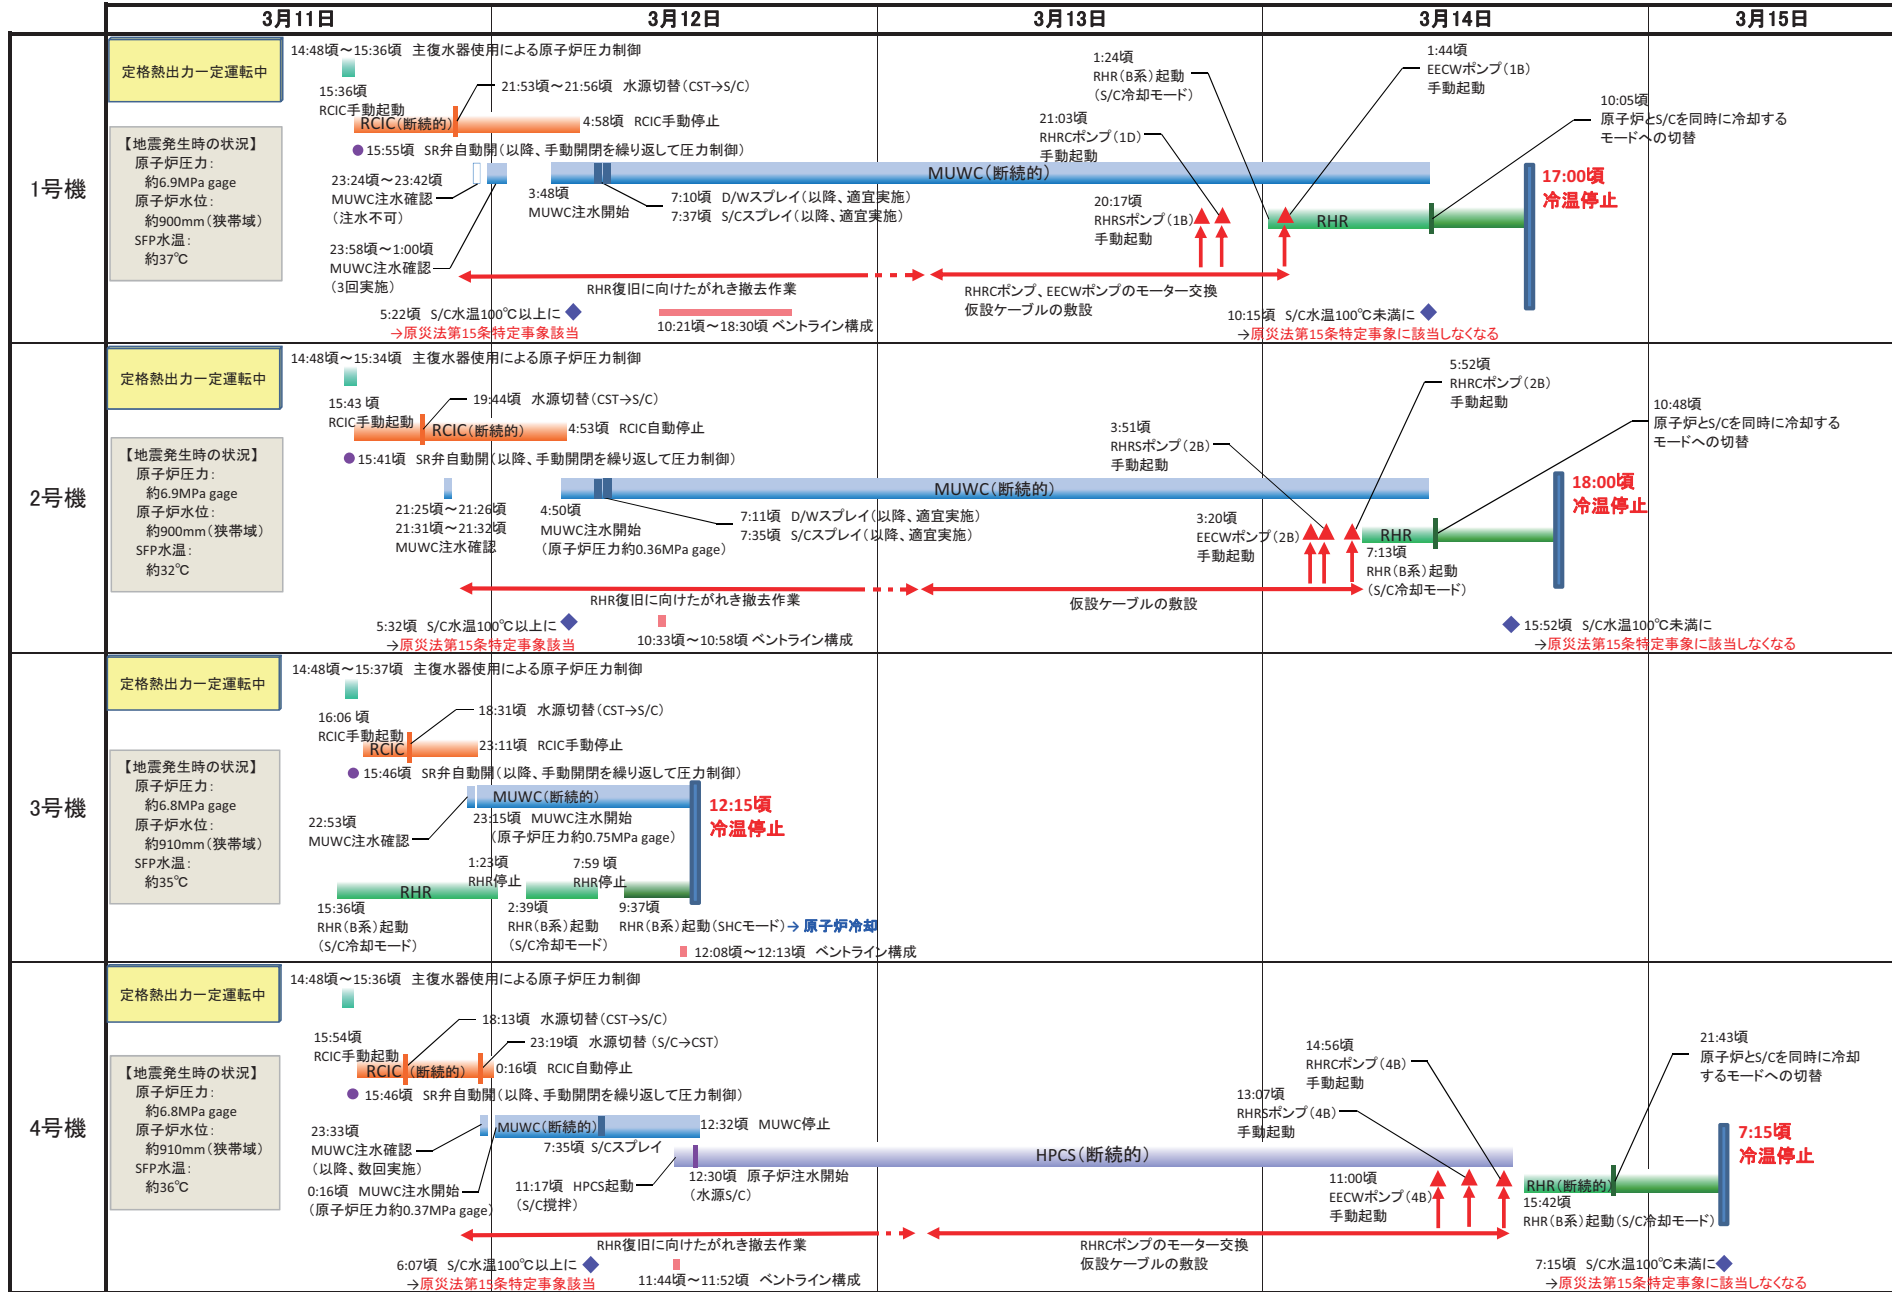 3月11日
3月12日
3月13日
3月14日
3月15日
1号機
定格熱出力一定運転中
【地震発生時の状況】
原子炉圧力:
約6.9MPa gage
原子炉水位:
約900mm(狭帯域)
SFP水温:
約37℃
14:48頃～15:36頃 主復水器使用による原子炉圧力制御
15:36頃
RCIC手動起動
21:53頃～21:56頃 水源切替(CST→S/C)
RCIC(断続的)
4:58頃 RCIC手動停止
15:55頃 SR弁自動開(以降、手動開閉を繰り返して圧力制御)
23:24頃～23:42頃
MUWC注水確認
(注水不可)
23:58頃～1:00頃
MUWC注水確認
(3回実施)
3:48頃
MUWC注水開始
MUWC(断続的)
7:10頃 D/Wスプレイ(以降、適宜実施)
7:37頃 S/Cスプレイ(以降、適宜実施)
1:24頃
RHR(B系)起動
(S/C冷却モード)
21:03頃
RHRCポンプ(1D)
手動起動
20:17頃
RHRSポンプ(1B)
手動起動
1:44頃
EECWポンプ(1B)
手動起動
10:05頃
原子炉とS/Cを同時に冷却する
モードへの切替
RHR
17:00頃
冷温停止
RHR復旧に向けたがれき撤去作業
RHRCポンプ、EECWポンプのモーター交換
仮設ケーブルの敷設
5:22頃 S/C水温100℃以上に
→原災法第15条特定事象該当
10:21頃～18:30頃 ベントライン構成
10:15頃 S/C水温100℃未満に
→原災法第15条特定事象に該当しなくなる
2号機
定格熱出力一定運転中
【地震発生時の状況】
原子炉圧力:
約6.9MPa gage
原子炉水位:
約900mm(狭帯域)
SFP水温:
約32℃
14:48頃～15:34頃 主復水器使用による原子炉圧力制御
15:43 頃
RCIC手動起動
19:44頃 水源切替(CST→S/C)
RCIC(断続的)
4:53頃 RCIC自動停止
15:41頃 SR弁自動開(以降、手動開閉を繰り返して圧力制御)
21:25頃～21:26頃
21:31頃～21:32頃
MUWC注水確認
4:50頃
MUWC注水開始
(原子炉圧力約0.36MPa gage)
MUWC(断続的)
7:11頃 D/Wスプレイ(以降、適宜実施)
7:35頃 S/Cスプレイ(以降、適宜実施)
3:51頃
RHRSポンプ(2B)
手動起動
3:20頃
EECWポンプ(2B)
手動起動
5:52頃
RHRCポンプ(2B)
手動起動
10:48頃
原子炉とS/Cを同時に冷却する
モードへの切替
RHR
7:13頃
RHR(B系)起動
(S/C冷却モード)
18:00頃
冷温停止
RHR復旧に向けたがれき撤去作業
仮設ケーブルの敷設
5:32頃 S/C水温100℃以上に
→原災法第15条特定事象該当
10:33頃～10:58頃 ベントライン構成
15:52頃 S/C水温100℃未満に
→原災法第15条特定事象に該当しなくなる
3号機
定格熱出力一定運転中
【地震発生時の状況】
原子炉圧力:
約6.8MPa gage
原子炉水位:
約910mm(狭帯域)
SFP水温:
約35℃
14:48頃～15:37頃 主復水器使用による原子炉圧力制御
16:06 頃
RCIC手動起動
18:31頃 水源切替(CST→S/C)
RCIC
23:11頃 RCIC手動停止
15:46頃 SR弁自動開(以降、手動開閉を繰り返して圧力制御)
MUWC(断続的)
22:53頃
MUWC注水確認
23:15頃 MUWC注水開始
(原子炉圧力約0.75MPa gage)
12:15頃
冷温停止
1:23頃
RHR停止
7:59 頃
RHR停止
RHR
15:36頃
RHR(B系)起動
(S/C冷却モード)
2:39頃
RHR(B系)起動
(S/C冷却モード)
9:37頃
RHR(B系)起動(SHCモード)→ 原子炉冷却
12:08頃～12:13頃 ベントライン構成
4号機
定格熱出力一定運転中
【地震発生時の状況】
原子炉圧力:
約6.8MPa gage
原子炉水位:
約910mm(狭帯域)
SFP水温:
約36℃
14:48頃～15:36頃 主復水器使用による原子炉圧力制御
15:54頃
RCIC手動起動
18:13頃 水源切替(CST→S/C)
23:19頃 水源切替 (S/C→CST)
RCIC(断続的)
0:16頃 RCIC自動停止
15:46頃 SR弁自動開(以降、手動開閉を繰り返して圧力制御)
23:33頃
MUWC注水確認
(以降、数回実施)
0:16頃 MUWC注水開始
(原子炉圧力約0.37MPa gage)
MUWC(断続的)
12:32頃 MUWC停止
7:35頃 S/Cスプレイ
HPCS(断続的)
11:17頃 HPCS起動
(S/C撹拌)
12:30頃 原子炉注水開始
(水源S/C)
14:56頃
RHRCポンプ(4B)
手動起動
13:07頃
RHRSポンプ(4B)
手動起動
11:00頃
EECWポンプ(4B)
手動起動
21:43頃
原子炉とS/Cを同時に冷却
するモードへの切替
RHR(断続的)
15:42頃
RHR(B系)起動(S/C冷却モード)
7:15頃
冷温停止
RHR復旧に向けたがれき撤去作業
RHRCポンプのモーター交換
仮設ケーブルの敷設
6:07頃 S/C水温100℃以上に
→原災法第15条特定事象該当
11:44頃～11:52頃 ベントライン構成
7:15頃 S/C水温100℃未満に
→原災法第15条特定事象に該当しなくなる